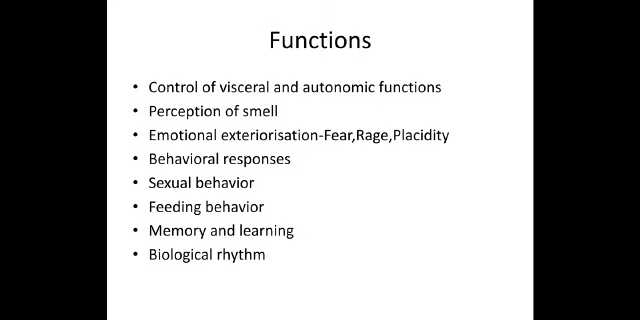 Functions
• Control of visceral and autonomic functions
• Perception of smell
• Emotional exteriorisation-Fear,Rage,Placidity
• Behavioral responses
• Sexual behavior
• Feeding behavior
• Memory and learning
• Biological rhythm